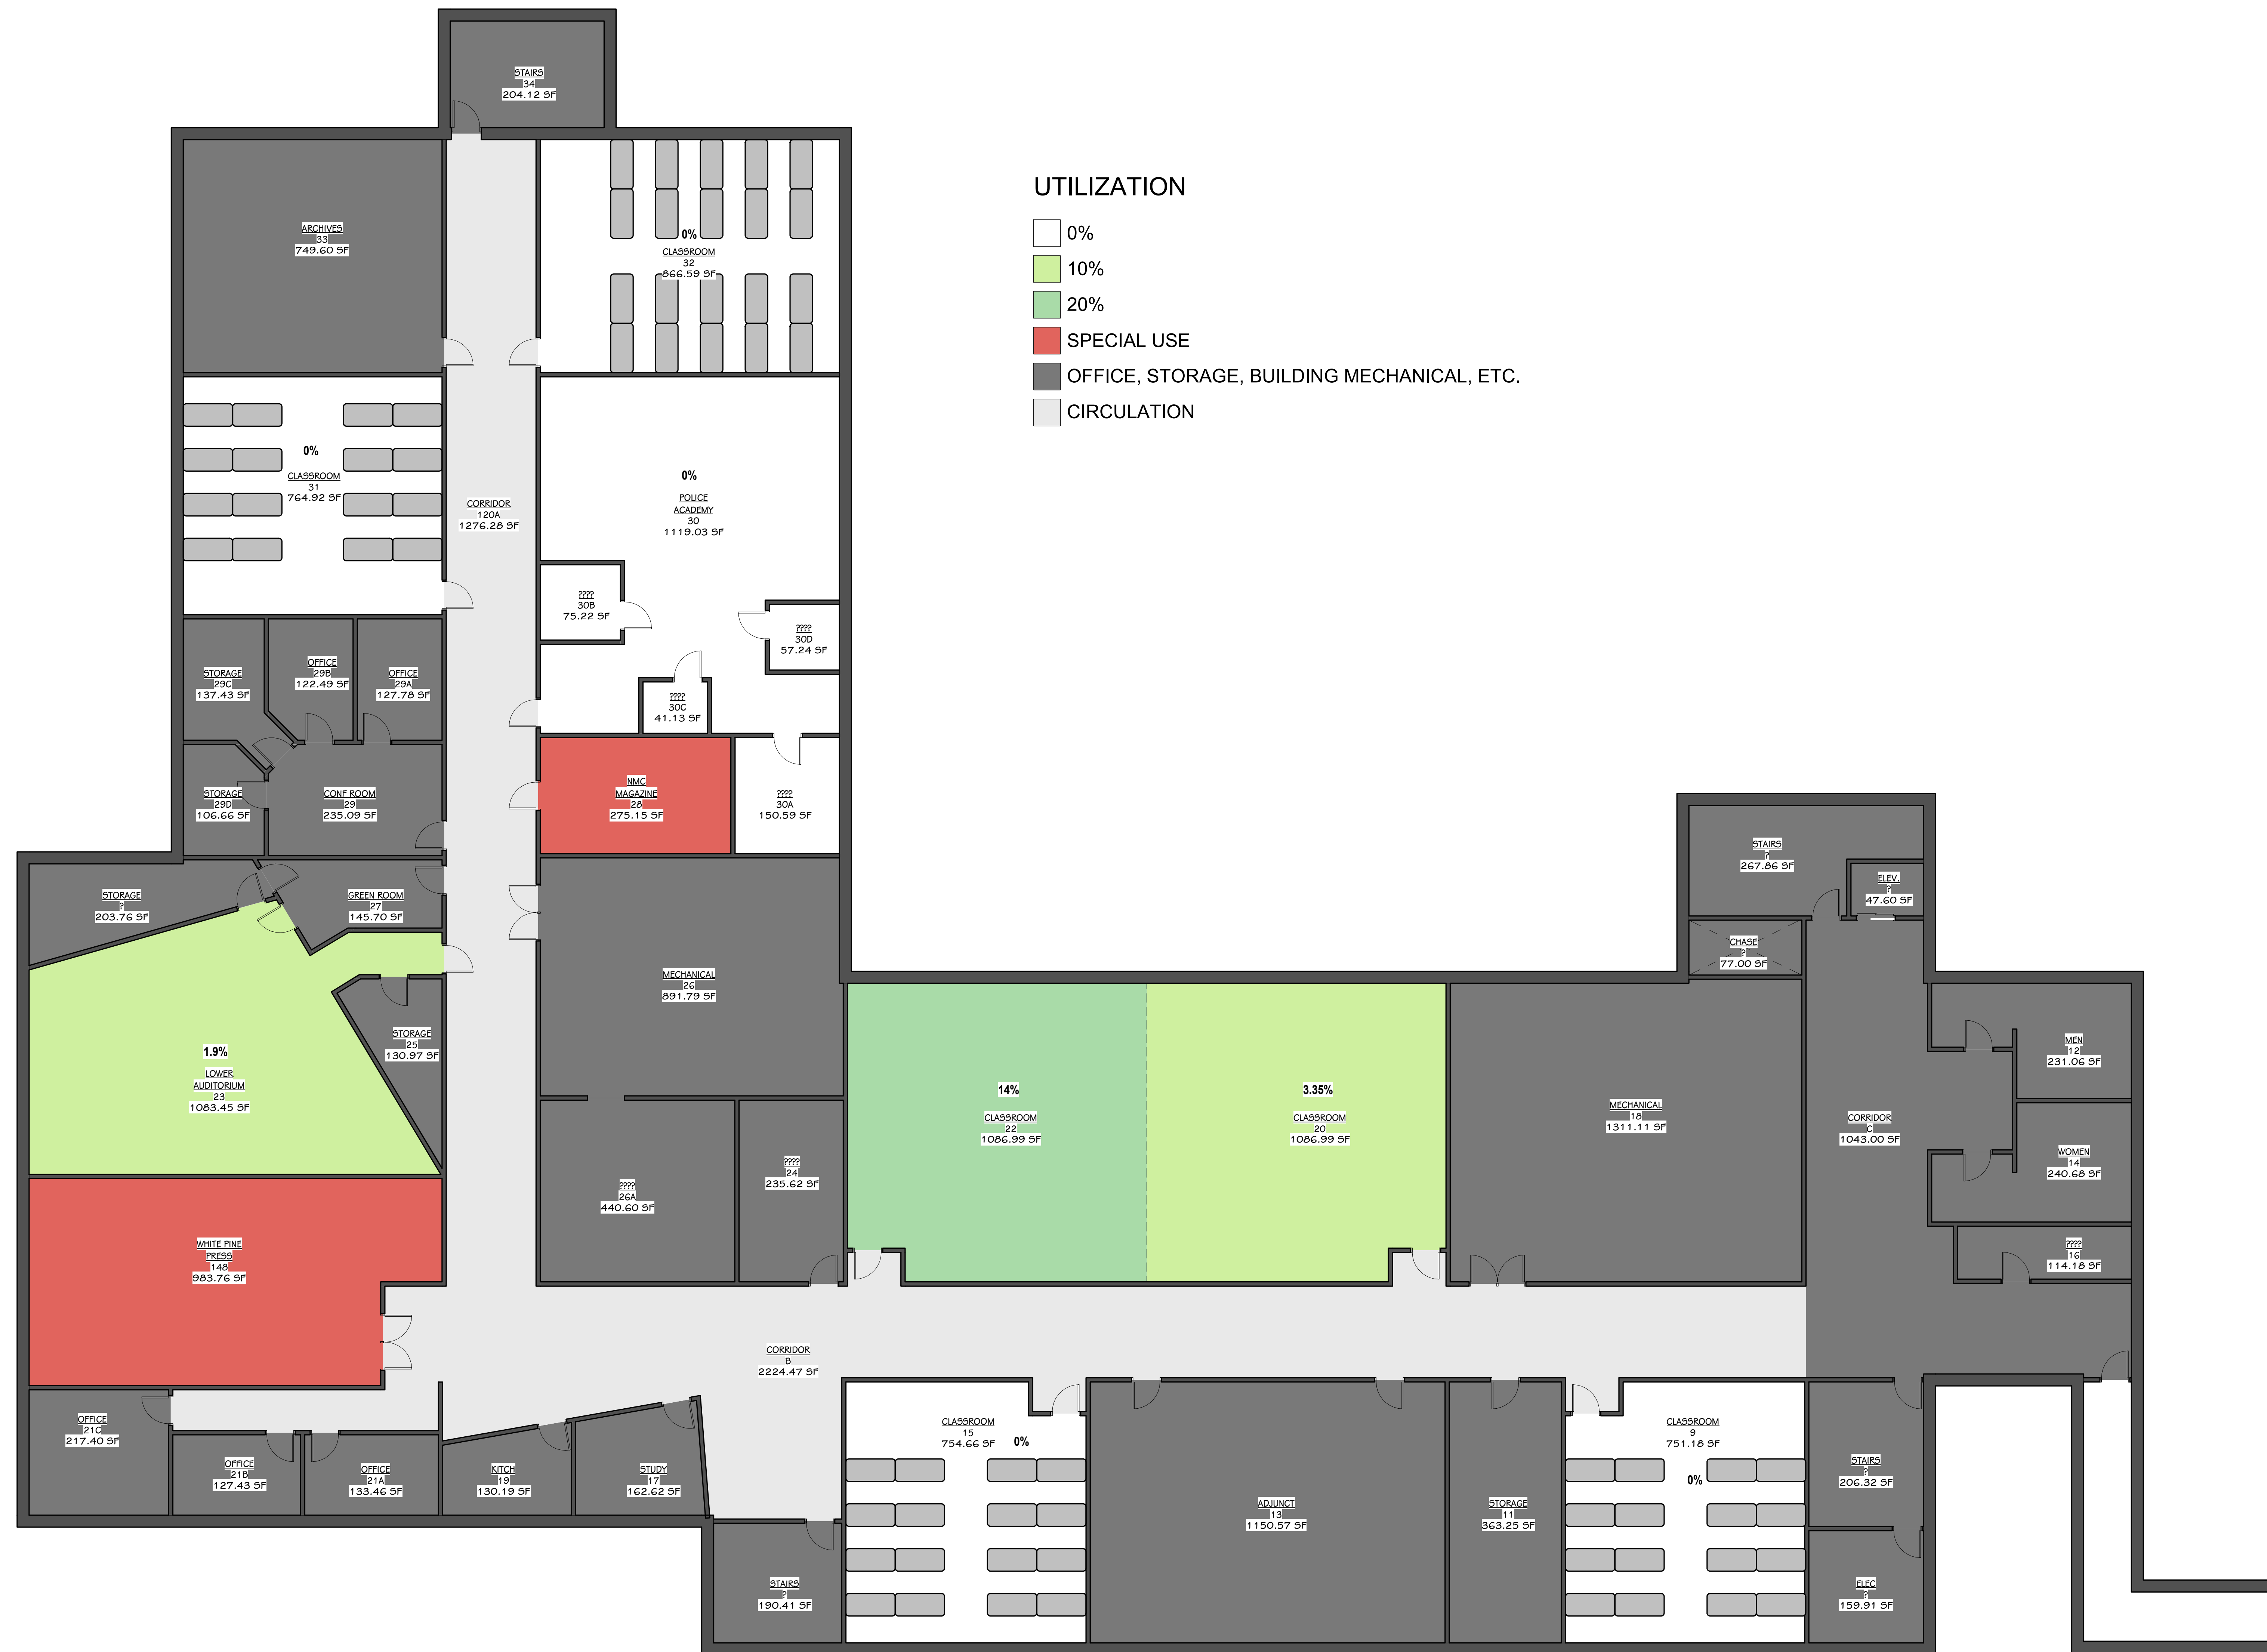 STAIRS
34
204.12 SF
UTILIZATION
0%
10%
20%
SPECIAL USE
OFFICE, STORAGE, BUILDING MECHANICAL, ETC.
CIRCULATION
ARCHIVES
33
749.60 SF
0%
CLASSROOM
32
866.59 SF
0%
CLASSROOM
31
764.92 SF
CORRIDOR
120A
1276.28 SF
0%
POLICE
ACADEMY
30
1119.03 SF
????
30B
75.22 SF
????
30D
57.24 SF
????
30C
41.13 SF
STORAGE
29C
137.43 SF
OFFICE
29B
122.49 SF
OFFICE
29A
127.78 SF
STORAGE
29D
106.66 SF
CONF ROOM
29
235.09 SF
NMC
MAGAZINE
28
275.15 SF
????
30A
150.59 SF
STORAGE
?
203.76 SF
GREEN ROOM
27
145.70 SF
STAIRS
?
267.86 SF
ELEV.
?
47.60 SF
CHASE
?
77.00 SF
MECHANICAL
26
891.79 SF
STORAGE
25
130.97 SF
1.9%
LOWER
AUDITORIUM
23
1083.45 SF
14%
CLASSROOM
22
1086.99 SF
3.35%
CLASSROOM
20
1086.99 SF
MECHANICAL
18
1311.11 SF
CORRIDOR
C
1043.00 SF
MEN
12
231.06 SF
WOMEN
14
240.68 SF
????
16
114.18 SF
????
26A
440.60 SF
????
24
235.62 SF
WHITE PINE
PRESS
148
983.76 SF
CORRIDOR
B
2224.47 SF
OFFICE
21C
217.40 SF
OFFICE
21B
127.43 SF
OFFICE
21A
133.46 SF
KITCH
19
130.19 SF
STUDY
17
162.62 SF
STAIRS
?
190.41 SF
CLASSROOM
15
754.66 SF
0%
ADJUNCT
13
1150.57 SF
STORAGE
11
363.25 SF
CLASSROOM
9
751.18 SF
0%
STAIRS
?
206.32 SF
ELEC
?
159.91 SF